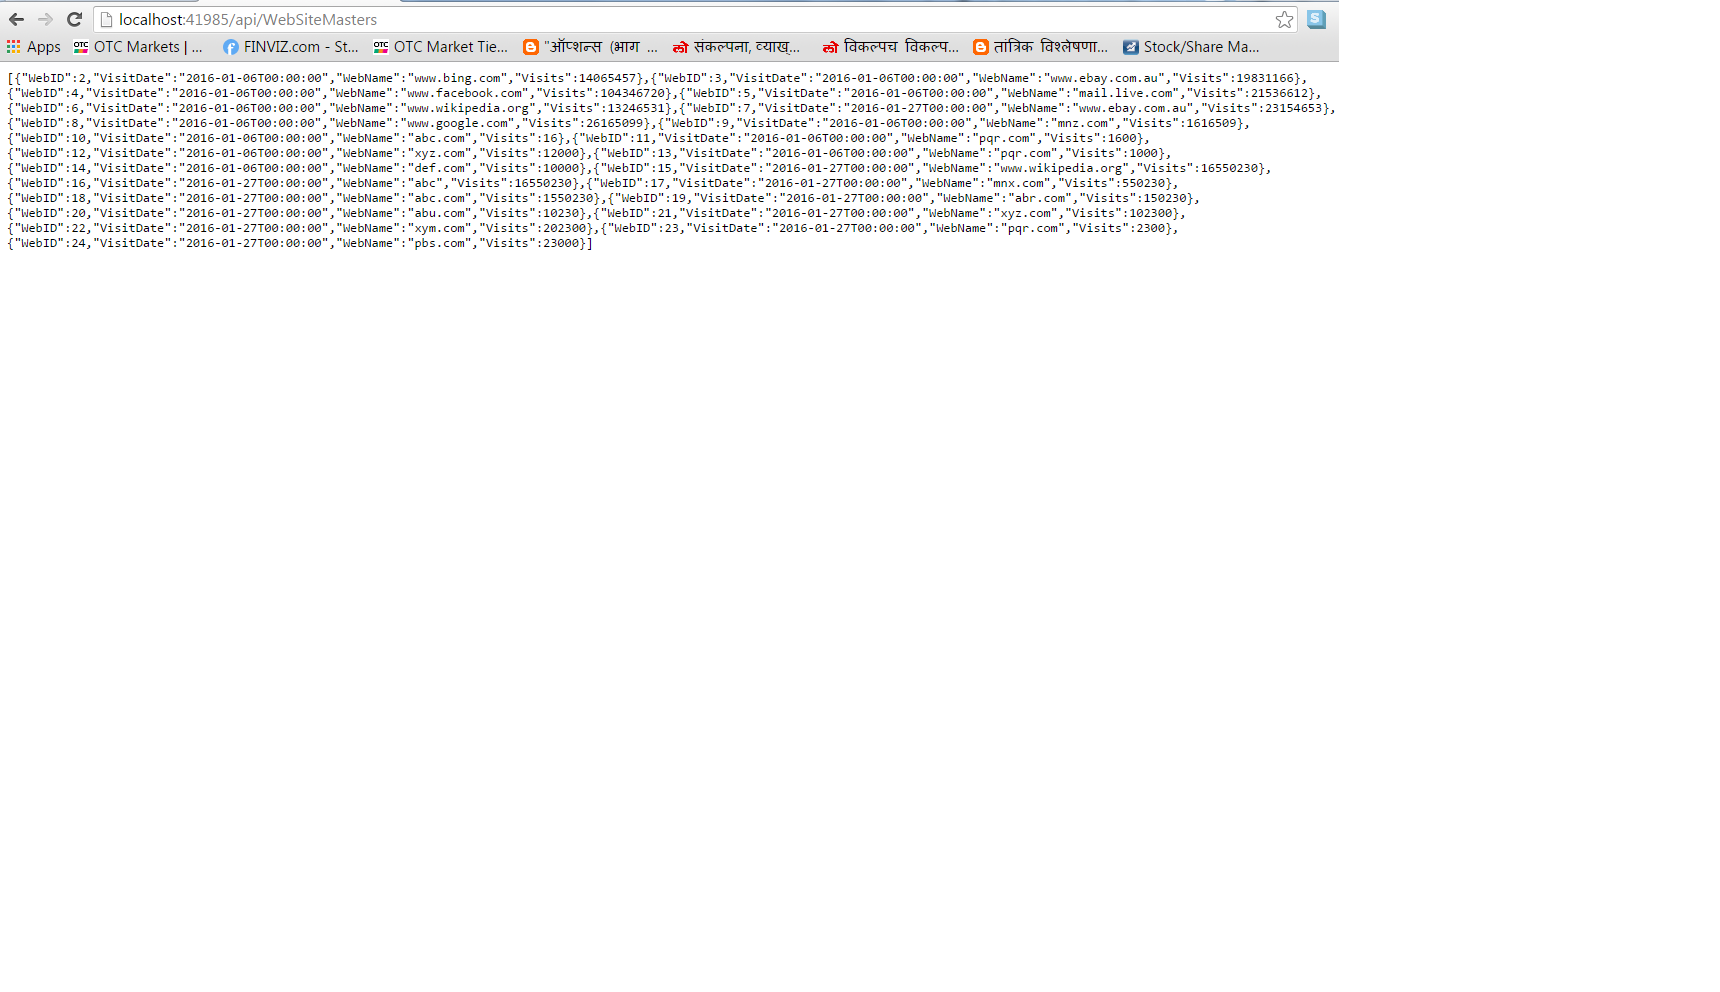 localhost:41985/api/WebSiteMasters
Apps OTC OTC Markets | ... FINVIZ.com - St... OTC OTC Market Tie... "ऑप्शन्स (भाग ... लो संकल्पना, व्याख्... लो विकल्पच विकल्प... तांत्रिक विश्लेषणा... Stock/Share Ma...
[{"WebID":2,"VisitDate":"2016-01-06T00:00:00","WebName":"www.bing.com","Visits":14065457},{"WebID":3,"VisitDate":"2016-01-06T00:00:00","WebName":"www.ebay.com.au","Visits":19831166},
{"WebID":4,"VisitDate":"2016-01-06T00:00:00","WebName":"www.facebook.com","Visits":104346720},{"WebID":5,"VisitDate":"2016-01-06T00:00:00","WebName":"mail.live.com","Visits":21536612},
{"WebID":6,"VisitDate":"2016-01-06T00:00:00","WebName":"www.wikipedia.org","Visits":13246531},{"WebID":7,"VisitDate":"2016-01-27T00:00:00","WebName":"www.ebay.com.au","Visits":23154653},
{"WebID":8,"VisitDate":"2016-01-06T00:00:00","WebName":"www.google.com","Visits":26165099},{"WebID":9,"VisitDate":"2016-01-06T00:00:00","WebName":"mnz.com","Visits":1616509},
{"WebID":10,"VisitDate":"2016-01-06T00:00:00","WebName":"abc.com","Visits":16},{"WebID":11,"VisitDate":"2016-01-06T00:00:00","WebName":"pqr.com","Visits":1600},
{"WebID":12,"VisitDate":"2016-01-06T00:00:00","WebName":"xyz.com","Visits":12000},{"WebID":13,"VisitDate":"2016-01-06T00:00:00","WebName":"pqr.com","Visits":1000},
{"WebID":14,"VisitDate":"2016-01-06T00:00:00","WebName":"def.com","Visits":10000},{"WebID":15,"VisitDate":"2016-01-27T00:00:00","WebName":"www.wikipedia.org","Visits":16550230},
{"WebID":16,"VisitDate":"2016-01-27T00:00:00","WebName":"abc","Visits":16550230},{"WebID":17,"VisitDate":"2016-01-27T00:00:00","WebName":"mnx.com","Visits":550230},
{"WebID":18,"VisitDate":"2016-01-27T00:00:00","WebName":"abc.com","Visits":1550230},{"WebID":19,"VisitDate":"2016-01-27T00:00:00","WebName":"abr.com","Visits":150230},
{"WebID":20,"VisitDate":"2016-01-27T00:00:00","WebName":"abu.com","Visits":10230},{"WebID":21,"VisitDate":"2016-01-27T00:00:00","WebName":"xyz.com","Visits":102300},
{"WebID":22,"VisitDate":"2016-01-27T00:00:00","WebName":"xym.com","Visits":202300},{"WebID":23,"VisitDate":"2016-01-27T00:00:00","WebName":"pqr.com","Visits":2300},
{"WebID":24,"VisitDate":"2016-01-27T00:00:00","WebName":"pbs.com","Visits":23000}]